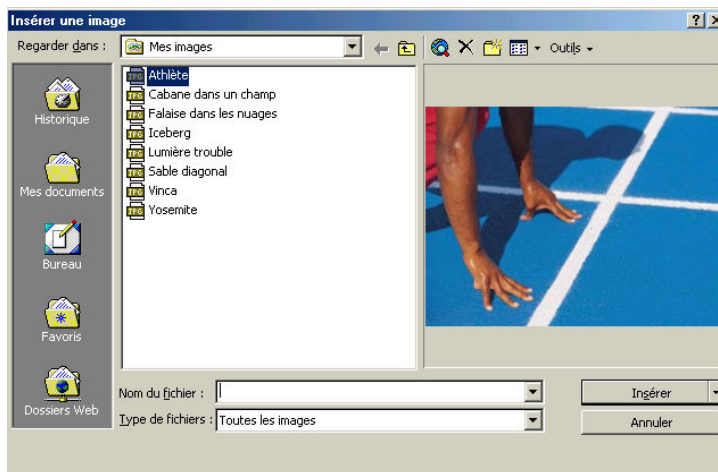 Insérer une image
Regarder dans :
Mes images
Outils
Historique
Mes documents
Bureau
Favoris
Dossiers Web
Athlète
Cabane dans un champ
Falaise dans les nuages
Iceberg
Lumière trouble
Sable diagonal
Vinca
Yosemite
Nom du fichier :
Insérer
Type de fichiers :
Toutes les images
Annuler